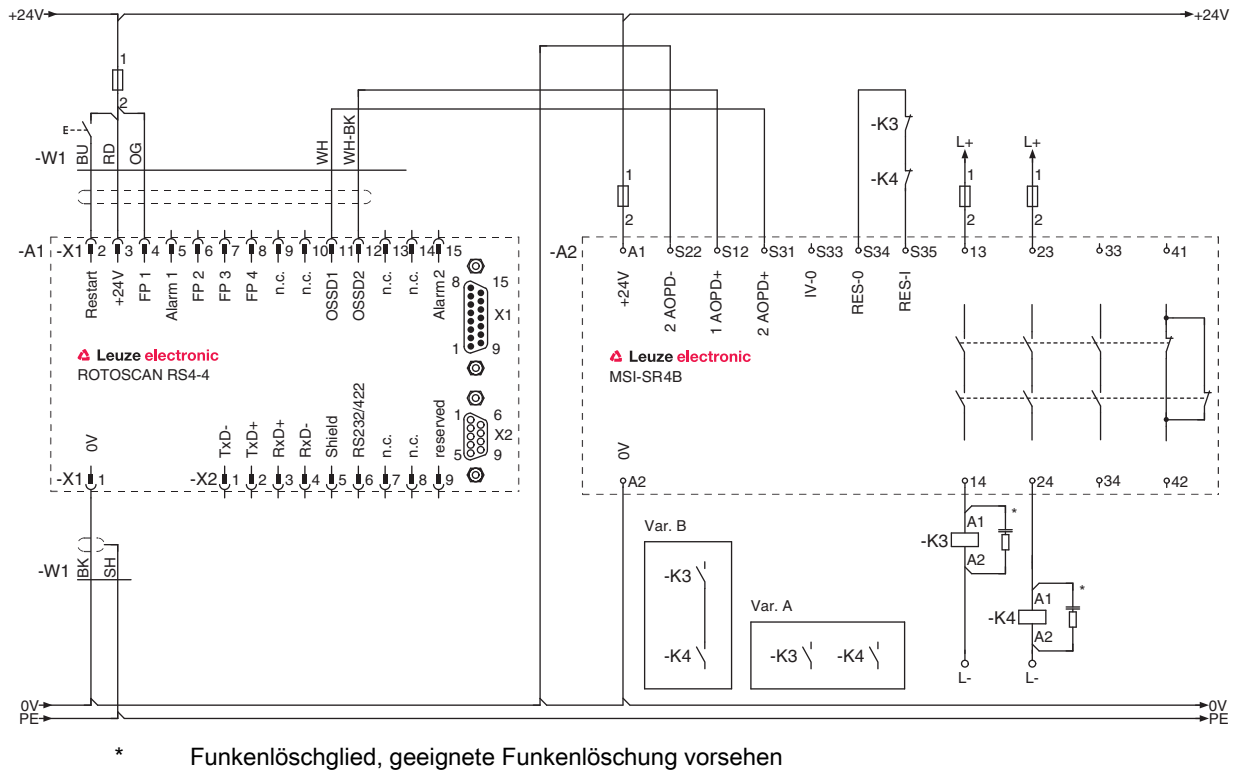 +24V +24V
1
2
1
2
-W1 BU RD OG WH WH-BK
-K3
-K4
L+ L+
1 1
2 2
-A1 -X1 2 3 4 5 6 7 8 9 10 11 12 13 14 15
Restart +24V FP 1 Alarm 1 FP 2 FP 3 FP 4 n.c. n.c. OSSD1 OSSD2 n.c. n.c. Alarm 2
8 15
X1
1 9
Leuze electronic
ROTOSCAN RS4-4
1 6
X2
5 9
0V TxD- TxD+ RxD+ RxD- Shield RS232/422 n.c. n.c. reserved
-X1 1 -X2 1 2 3 4 5 6 7 8 9
-W1 BK SH
-A2 A1 S22 S12 S31 S33 S34 S35 13 23 33 41
+24V 2 AOPD- 1 AOPD+ 2 AOPD+ IV-0 RES-0 RES-I
Leuze electronic
MSI-SR4B
0V
A2 14 24 34 42
Var. B
-K3
-K4
Var. A
-K3 -K4
A1 *
-K3
A2
A1 *
-K4
A2
L- L-
0V 0V
PE PE
* Funkenlöschglied, geeignete Funkenlöschung vorsehen